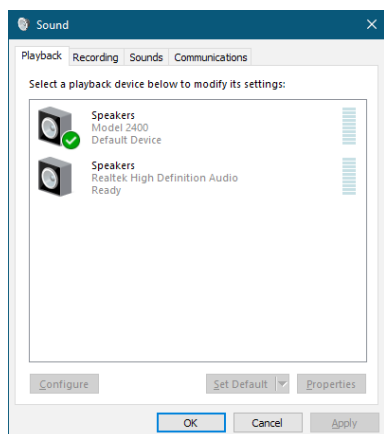 Sound
Playback Recording Sounds Communications
Select a playback device below to modify its settings:
Speakers
Model 2400
Default Device
Speakers
Realtek High Definition Audio
Ready
Configure Set Default Properties
OK Cancel Apply